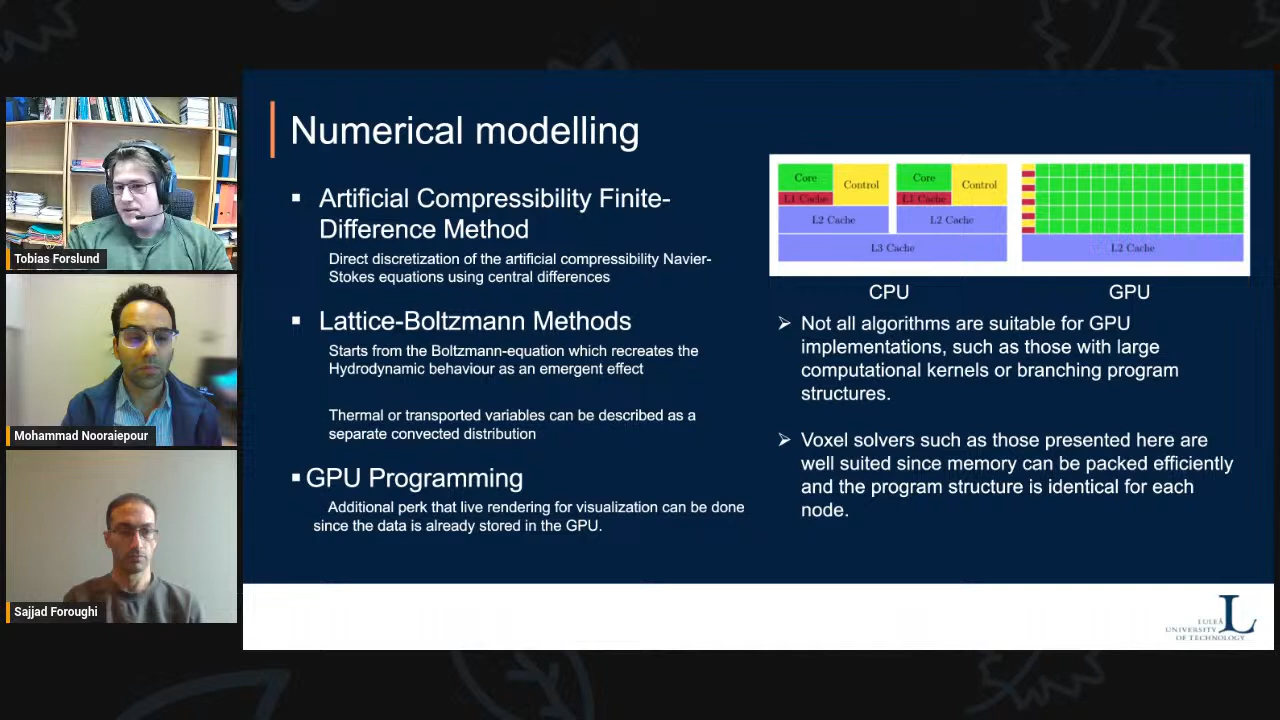 Tobias Forslund
Mohammad Nooraiepour
Sajjad Foroughi
Numerical modelling
▪ Artificial Compressibility Finite-
Difference Method
Direct discretization of the artificial compressibility Navier-
Stokes equations using central differences
▪ Lattice-Boltzmann Methods
Starts from the Boltzmann-equation which recreates the
Hydrodynamic behaviour as an emergent effect
Thermal or transported variables can be described as a
separate convected distribution
▪ GPU Programming
Additional perk that live rendering for visualization can be done
since the data is already stored in the GPU.
Core Control Core Control
L1 Cache L1 Cache
L2 Cache L2 Cache
L3 Cache L2 Cache
CPU GPU
➢ Not all algorithms are suitable for GPU
implementations, such as those with large
computational kernels or branching program
structures.
➢ Voxel solvers such as those presented here are
well suited since memory can be packed efficiently
and the program structure is identical for each
node.
L
LULEÅ
UNIVERSITY
OF TECHNOLOGY